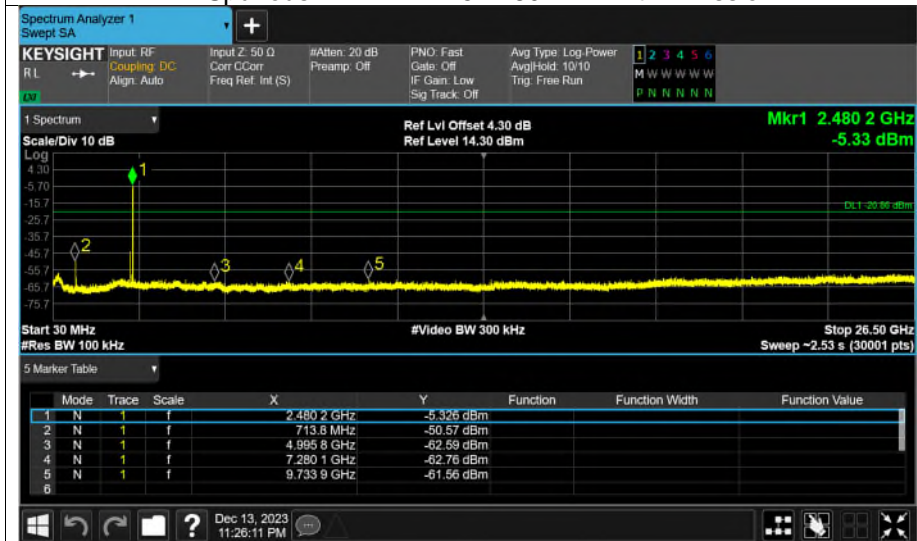 Spectrum Analyzer 1
Swept SA
+
KEYSIGHT Input: RF Input Z: 50 Ω #Atten: 20 dB PNO: Fast Avg Type: Log-Power 1 2 3 4 5 6
RL Coupling: DC Corr CCorr Preamp: Off Gate: Off Avg|Hold: 10/10 M W W W W W
Align: Auto Freq Ref: Int (S) IF Gain: Low Trig: Free Run
LXI Sig Track: Off P N N N N N
1 Spectrum Ref Lvl Offset 4.30 dB Mkr1 2.480 2 GHz
Scale/Div 10 dB Ref Level 14.30 dBm -5.33 dBm
Log
4.30 1
-5.70
-15.7
DL1 -20.66 dBm
-25.7
-35.7
-45.7 2
-55.7 3 4 5
-65.7
-75.7
Start 30 MHz #Video BW 300 kHz Stop 26.50 GHz
#Res BW 100 kHz Sweep ~2.53 s (30001 pts)
5 Marker Table
Mode Trace Scale X Y Function Function Width Function Value
1 N 1 f 2.480 2 GHz -5.326 dBm
2 N 1 f 713.8 MHz -50.57 dBm
3 N 1 f 4.995 8 GHz -62.59 dBm
4 N 1 f 7.280 1 GHz -62.76 dBm
5 N 1 f 9.733 9 GHz -61.56 dBm
6
? Dec 13, 2023
11:26:11 PM